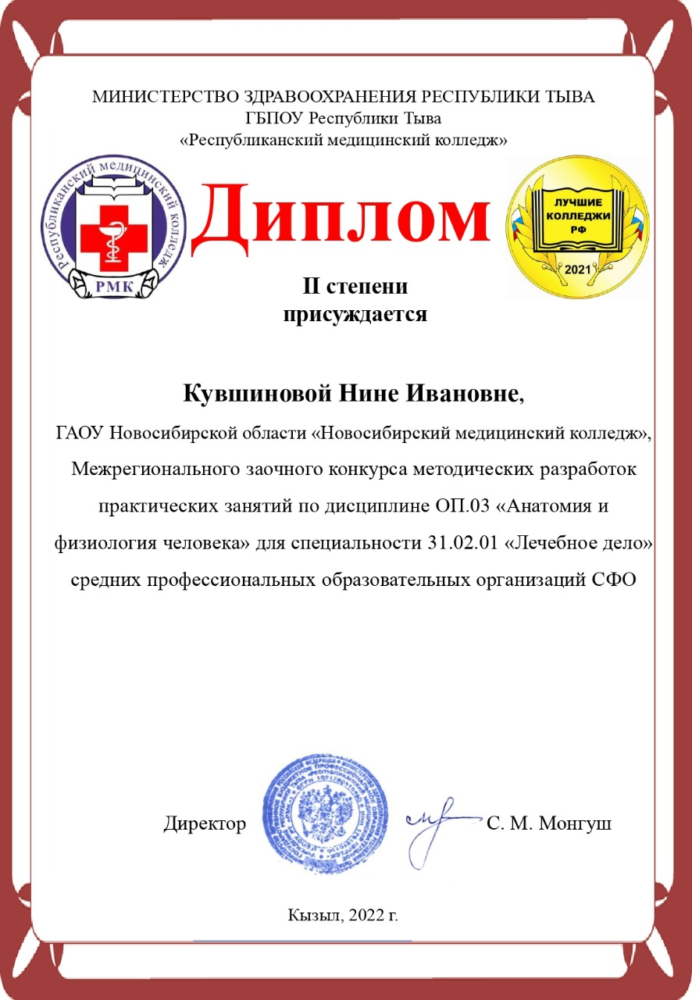 МИНИСТЕРСТВО ЗДРАВООХРАНЕНИЯ РЕСПУБЛИКИ ТЫВА
ГБПОУ Республики Тыва
«Республиканский медицинский колледж»
Республиканский медицинский колледж
РМК
Диплом
ЛУЧШИЕ
КОЛЛЕДЖИ
РФ
2021
II степени
присуждается
Кувшиновой Нине Ивановне,
ГАОУ Новосибирской области «Новосибирский медицинский колледж»,
Межрегионального заочного конкурса методических разработок
практических занятий по дисциплине ОП.03 «Анатомия и
физиология человека» для специальности 31.02.01 «Лечебное дело»
средних профессиональных образовательных организаций СФО
Директор
С. М. Монгуш
Кызыл, 2022 г.